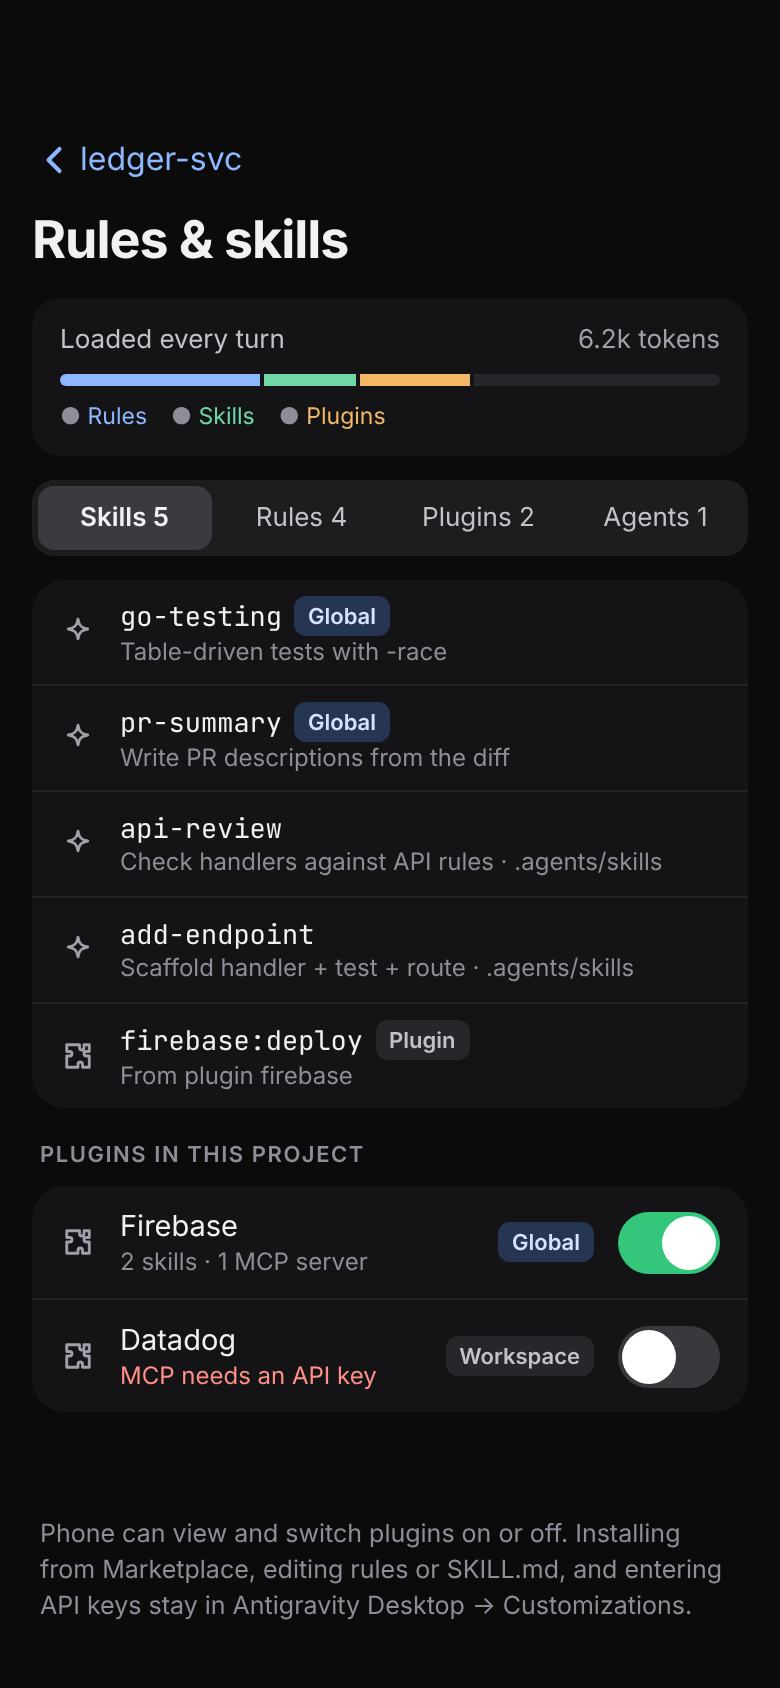 ledger-svc
Rules & skills
Loaded every turn 6.2k tokens
Rules Skills Plugins
Skills 5 Rules 4 Plugins 2 Agents 1
go-testing Global
Table-driven tests with -race
pr-summary Global
Write PR descriptions from the diff
api-review
Check handlers against API rules · .agents/skills
add-endpoint
Scaffold handler + test + route · .agents/skills
firebase:deploy Plugin
From plugin firebase
PLUGINS IN THIS PROJECT
Firebase Global
2 skills · 1 MCP server
Datadog Workspace
MCP needs an API key
Phone can view and switch plugins on or off. Installing
from Marketplace, editing rules or SKILL.md, and entering
API keys stay in Antigravity Desktop → Customizations.